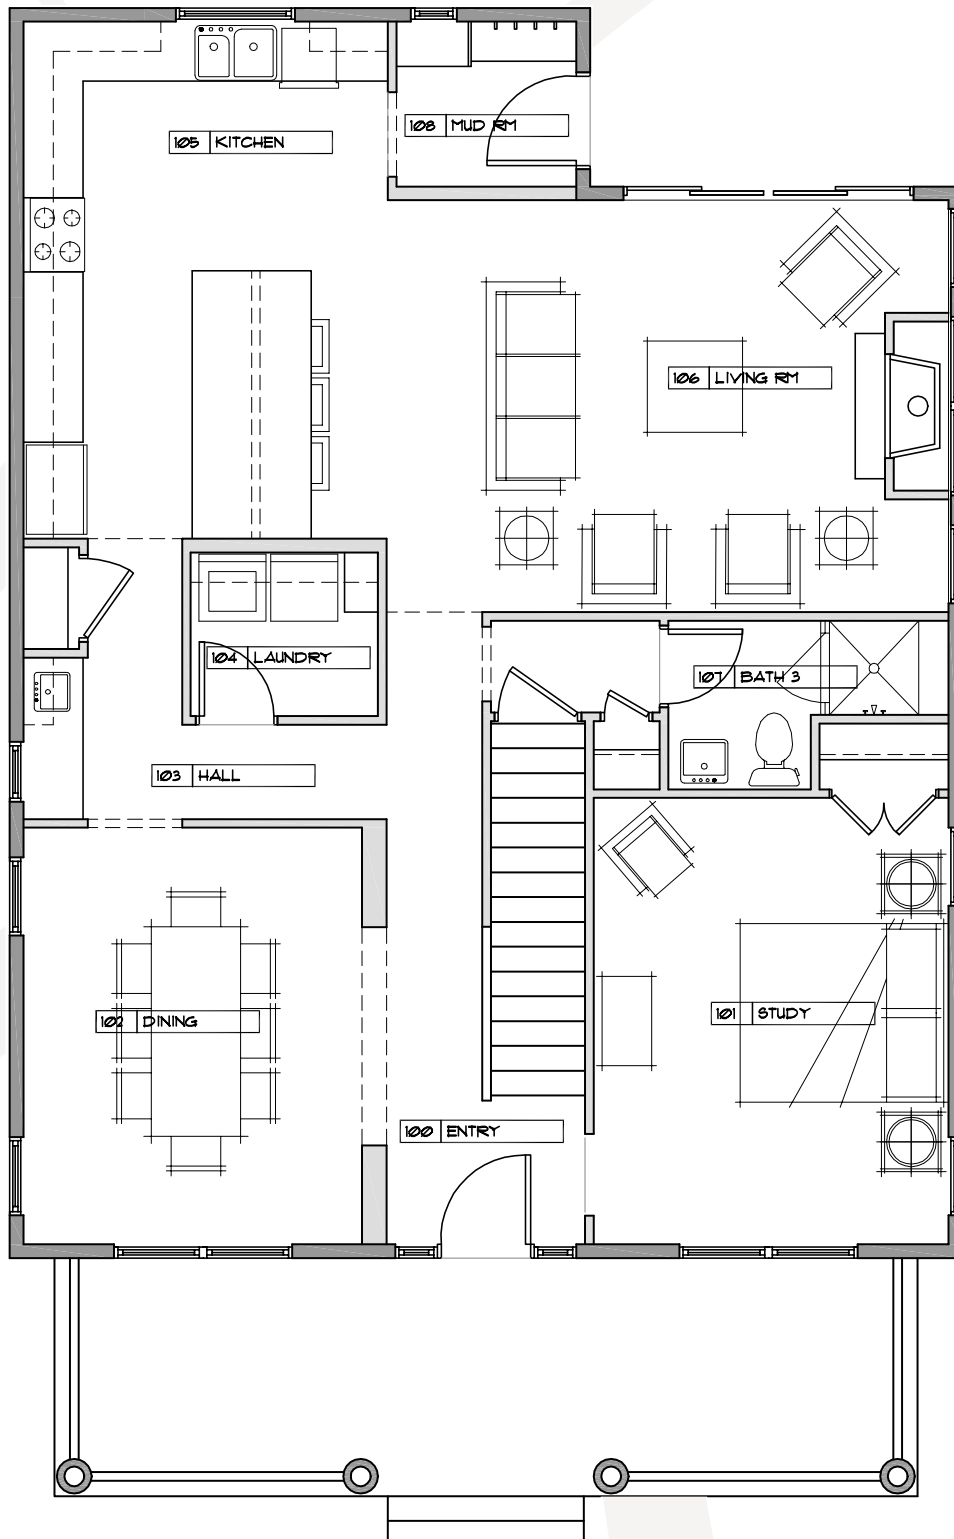 108 MUD RM
105 KITCHEN
106 LIVING RM
104 LAUNDRY
107 BATH 3
103 HALL
101 STUDY
102 DINING
100 ENTRY